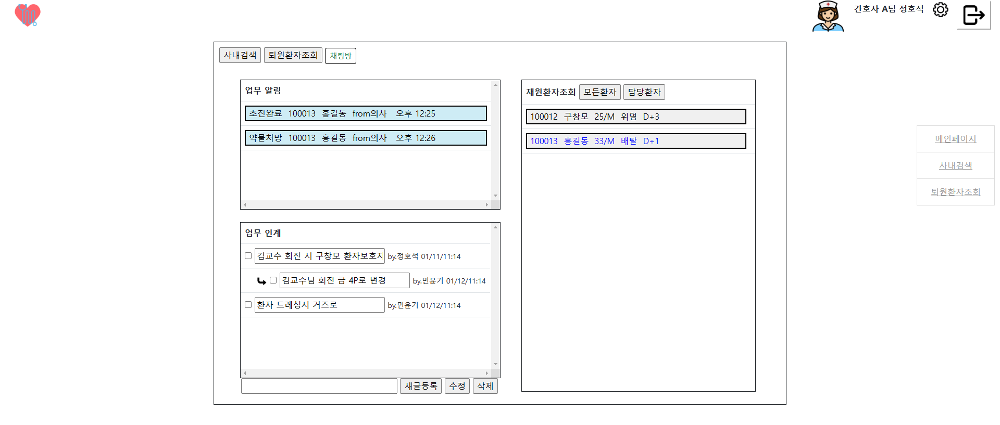 간호사 A팀 정호석
사내검색 퇴원환자조회 채팅방
업무 알림
초진완료 100013 홍길동 from의사 오후 12:25
약물처방 100013 홍길동 from의사 오후 12:26
업무 인계
김교수 회진 시 구창모 환자보호자 by.정호석 01/11/11:14
김교수님 회진 금 4P로 변경 by.민윤기 01/12/11:14
환자 드레싱시 거즈로 by.민윤기 01/12/11:14
새글등록 수정 삭제
재원환자조회 모든환자 담당환자
100012 구창모 25/M 위염 D+3
100013 홍길동 33/M 배탈 D+1
메인페이지
사내검색
퇴원환자조회